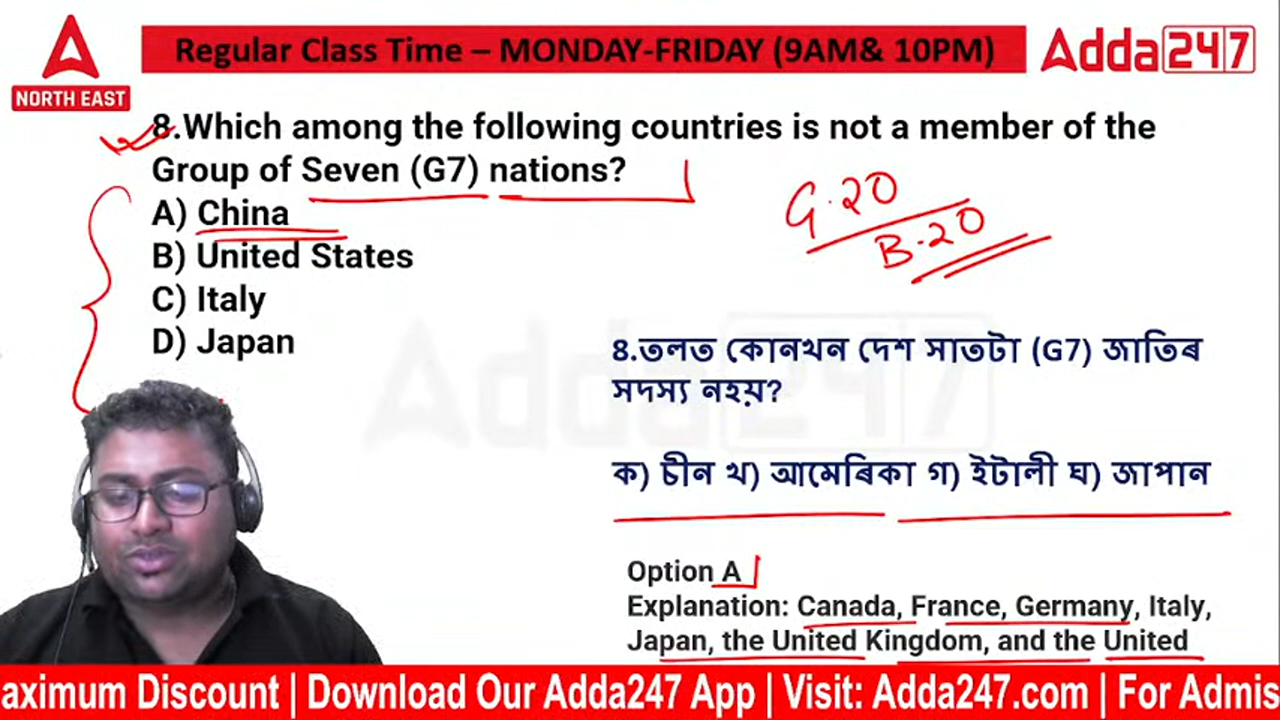 NORTH EAST
Regular Class Time – MONDAY-FRIDAY (9AM& 10PM)
Adda247
8.Which among the following countries is not a member of the
Group of Seven (G7) nations?
A) China
B) United States
C) Italy
D) Japan
G.20
B.20
Adda247
8.তলত কোনখন দেশ সাতটা (G7) জাতিৰ
সদস্য নহয়?
ক) চীন খ) আমেৰিকা গ) ইটালী ঘ) জাপান
Option A
Explanation: Canada, France, Germany, Italy,
Japan, the United Kingdom, and the United
aximum Discount | Download Our Adda247 App | Visit: Adda247.com | For Admis